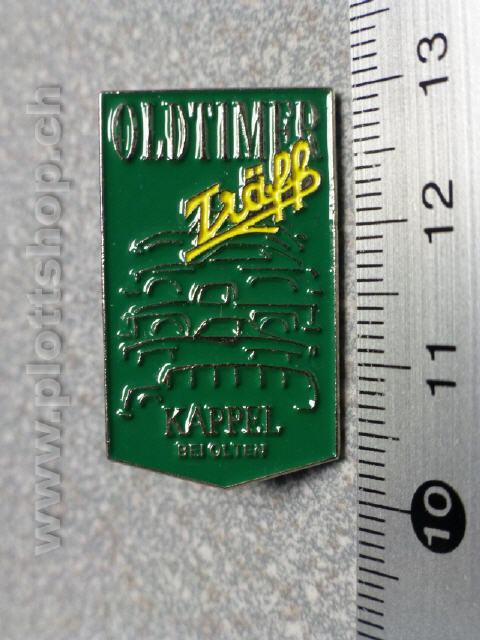 OLDTIMER
Träff
KAPPEL
BEI OLTEN
www.plottshop.ch
13
12
11
10